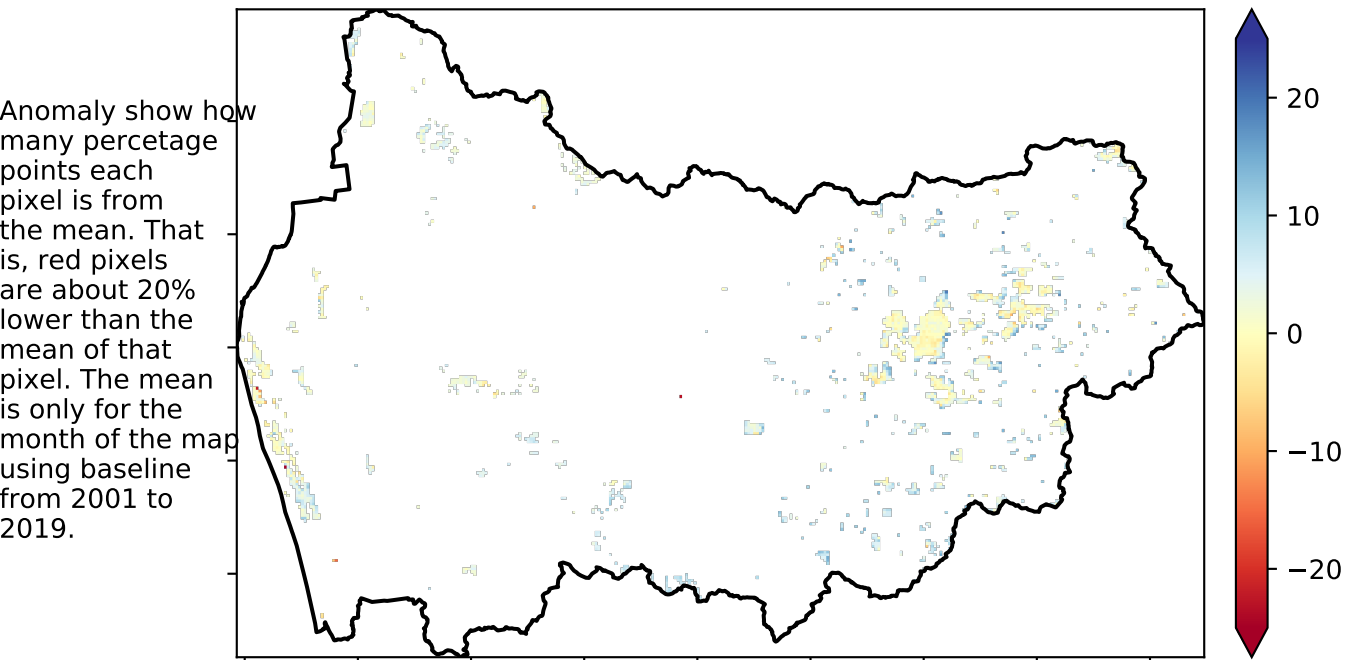 Anomaly show how
many percetage
points each
pixel is from
the mean. That
is, red pixels
are about 20%
lower than the
mean of that
pixel. The mean
is only for the
month of the map
using baseline
from 2001 to
2019.
20
10
0
−10
−20